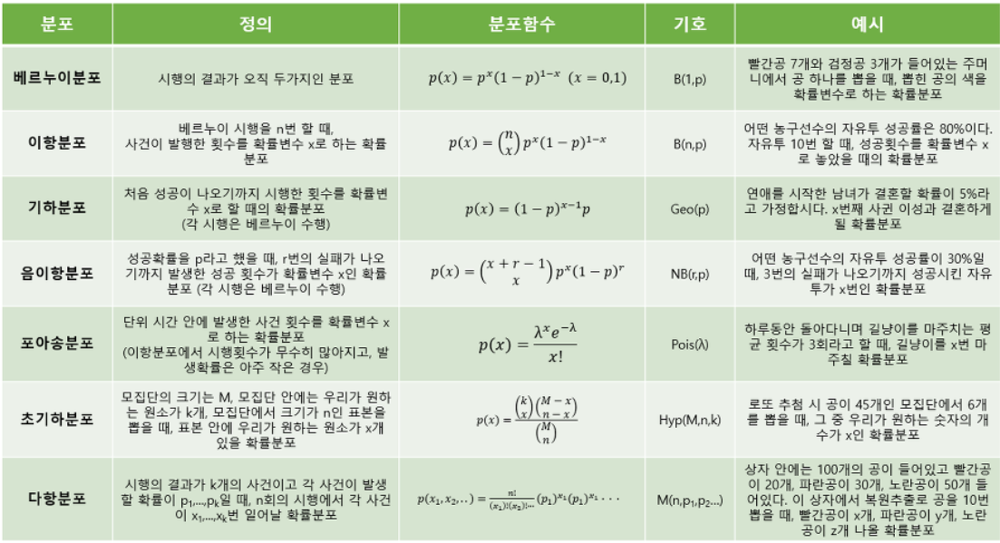 분포 정의 분포함수 기호 예시
베르누이분포
시행의 결과가 오직 두가지인 분포
p(x) = p^x(1 − p)^{1−x} (x = 0,1)
B(1,p)
빨간공 7개와 검정공 3개가 들어있는 주머
니에서 공 하나를 뽑을 때, 뽑힌 공의 색을
확률변수로 하는 확률분포
이항분포
베르누이 시행을 n번 할 때,
사건이 발행한 횟수를 확률변수 x로 하는 확률
분포
p(x) = \binom{n}{x} p^x(1 − p)^{1−x}
B(n,p)
어떤 농구선수의 자유투 성공률은 80%이다.
자유투 10번 할 때, 성공횟수를 확률변수 x
로 놓았을 때의 확률분포
기하분포
처음 성공이 나오기까지 시행한 횟수를 확률변
수 x로 할 때의 확률분포
(각 시행은 베르누이 수행)
p(x) = (1 − p)^{x−1}p
Geo(p)
연애를 시작한 남녀가 결혼할 확률이 5%라
고 가정합시다. x번째 사귄 이성과 결혼하게
될 확률분포
음이항분포
성공확률을 p라고 했을 때, r번의 실패가 나오
기까지 발생한 성공 횟수가 확률변수 x인 확률
분포 (각 시행은 베르누이 수행)
p(x) = \binom{x + r − 1}{x} p^x(1 − p)^r
NB(r,p)
어떤 농구선수의 자유투 성공률이 30%일
때, 3번의 실패가 나오기까지 성공시킨 자유
투가 x번인 확률분포
포아송분포
단위 시간 안에 발생한 사건 횟수를 확률변수 x
로 하는 확률분포
(이항분포에서 시행횟수가 무수히 많아지고, 발
생확률은 아주 작은 경우)
p(x) = \frac{λ^x e^{−λ}}{x!}
Pois(λ)
하루동안 돌아다니며 길냥이를 마주치는 평
균 횟수가 3회라고 할 때, 길냥이를 x번 마
주칠 확률분포
초기하분포
모집단의 크기는 M, 모집단 안에는 우리가 원하
는 원소가 k개, 모집단에서 크기가 n인 표본을
뽑을 때, 표본 안에 우리가 원하는 원소가 x개
있을 확률분포
p(x) = \frac{\binom{k}{x}\binom{M − x}{n − x}}{\binom{M}{n}}
Hyp(M,n,k)
로또 추첨 시 공이 45개인 모집단에서 6개
를 뽑을 때, 그 중 우리가 원하는 숫자의 개
수가 x인 확률분포
다항분포
시행의 결과가 k개의 사건이고 각 사건이 발생
할 확률이 p₁,...,pₖ일 때, n회의 시행에서 각 사건
이 x₁,...,xₖ번 일어날 확률분포
p(x₁, x₂, . . ) = \frac{n!}{(x₁)!(x₂)!...} (p₁)^{x₁}(p₁)^{x₁} · · ·
M(n,p₁,p₂...)
상자 안에는 100개의 공이 들어있고 빨간공
이 20개, 파란공이 30개, 노란공이 50개 들
어있다. 이 상자에서 복원추출로 공을 10번
뽑을 때, 빨간공이 x개, 파란공이 y개, 노란
공이 z개 나올 확률분포